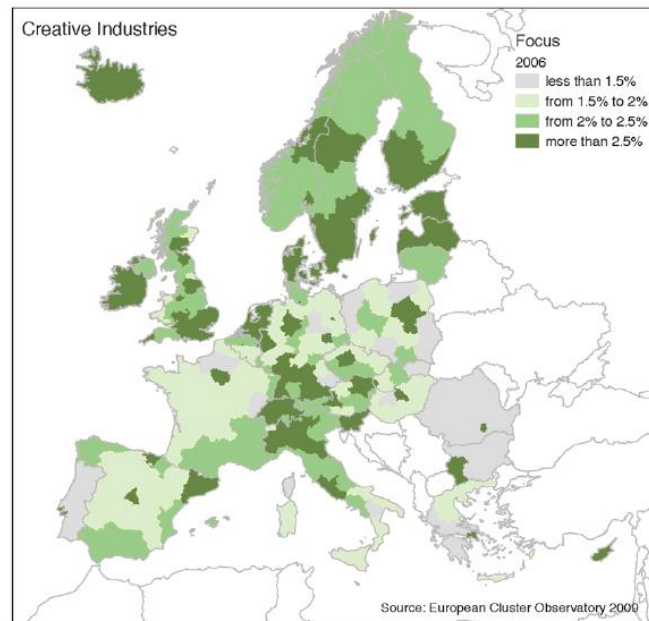 Creative Industries
Focus
2006
less than 1.5%
from 1.5% to 2%
from 2% to 2.5%
more than 2.5%
Source: European Cluster Observatory 2009